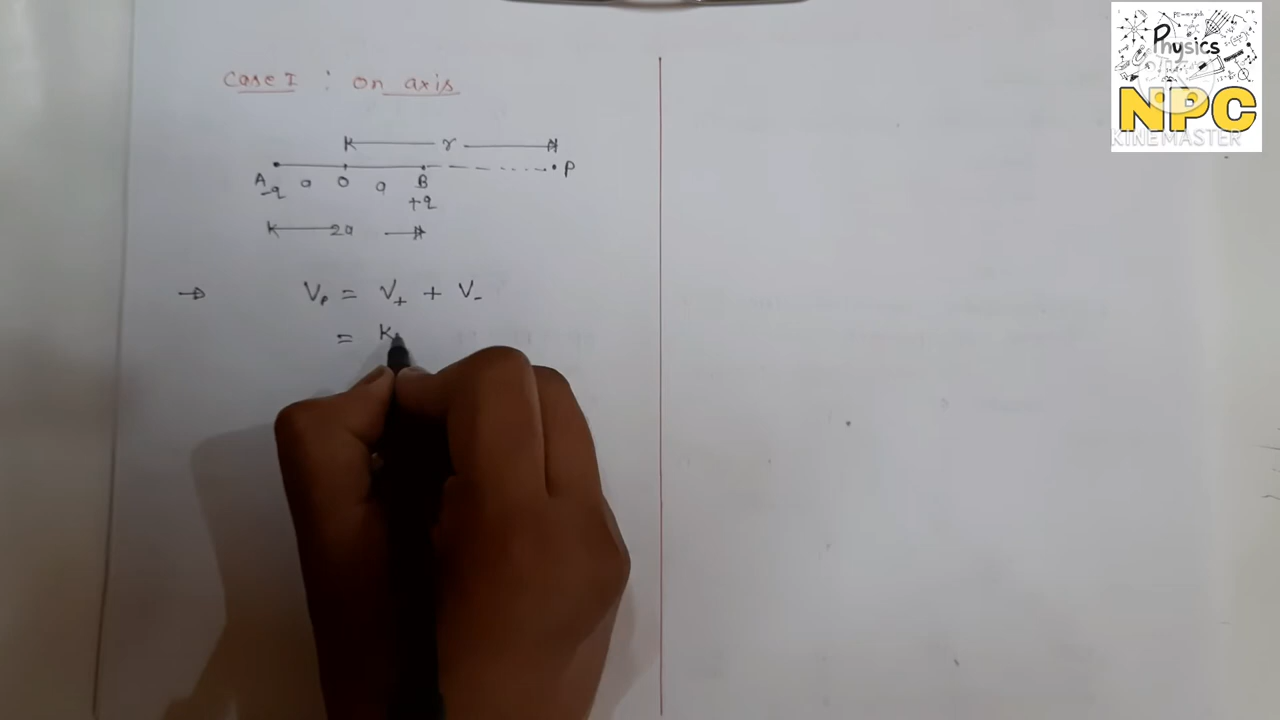 Case I : on axis
r
A a O a B P
-q +q
2a
→ Vp = V+ + V-
= K
Physics
NPC
KINEMASTER